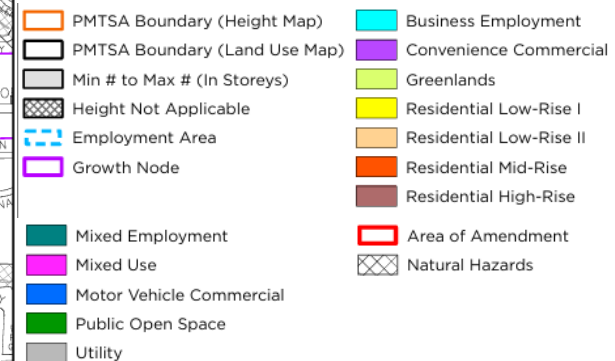 PMTSA Boundary (Height Map)
PMTSA Boundary (Land Use Map)
Min # to Max # (In Storeys)
Height Not Applicable
Employment Area
Growth Node
Business Employment
Convenience Commercial
Greenlands
Residential Low-Rise I
Residential Low-Rise II
Residential Mid-Rise
Residential High-Rise
Mixed Employment
Mixed Use
Motor Vehicle Commercial
Public Open Space
Utility
Area of Amendment
Natural Hazards